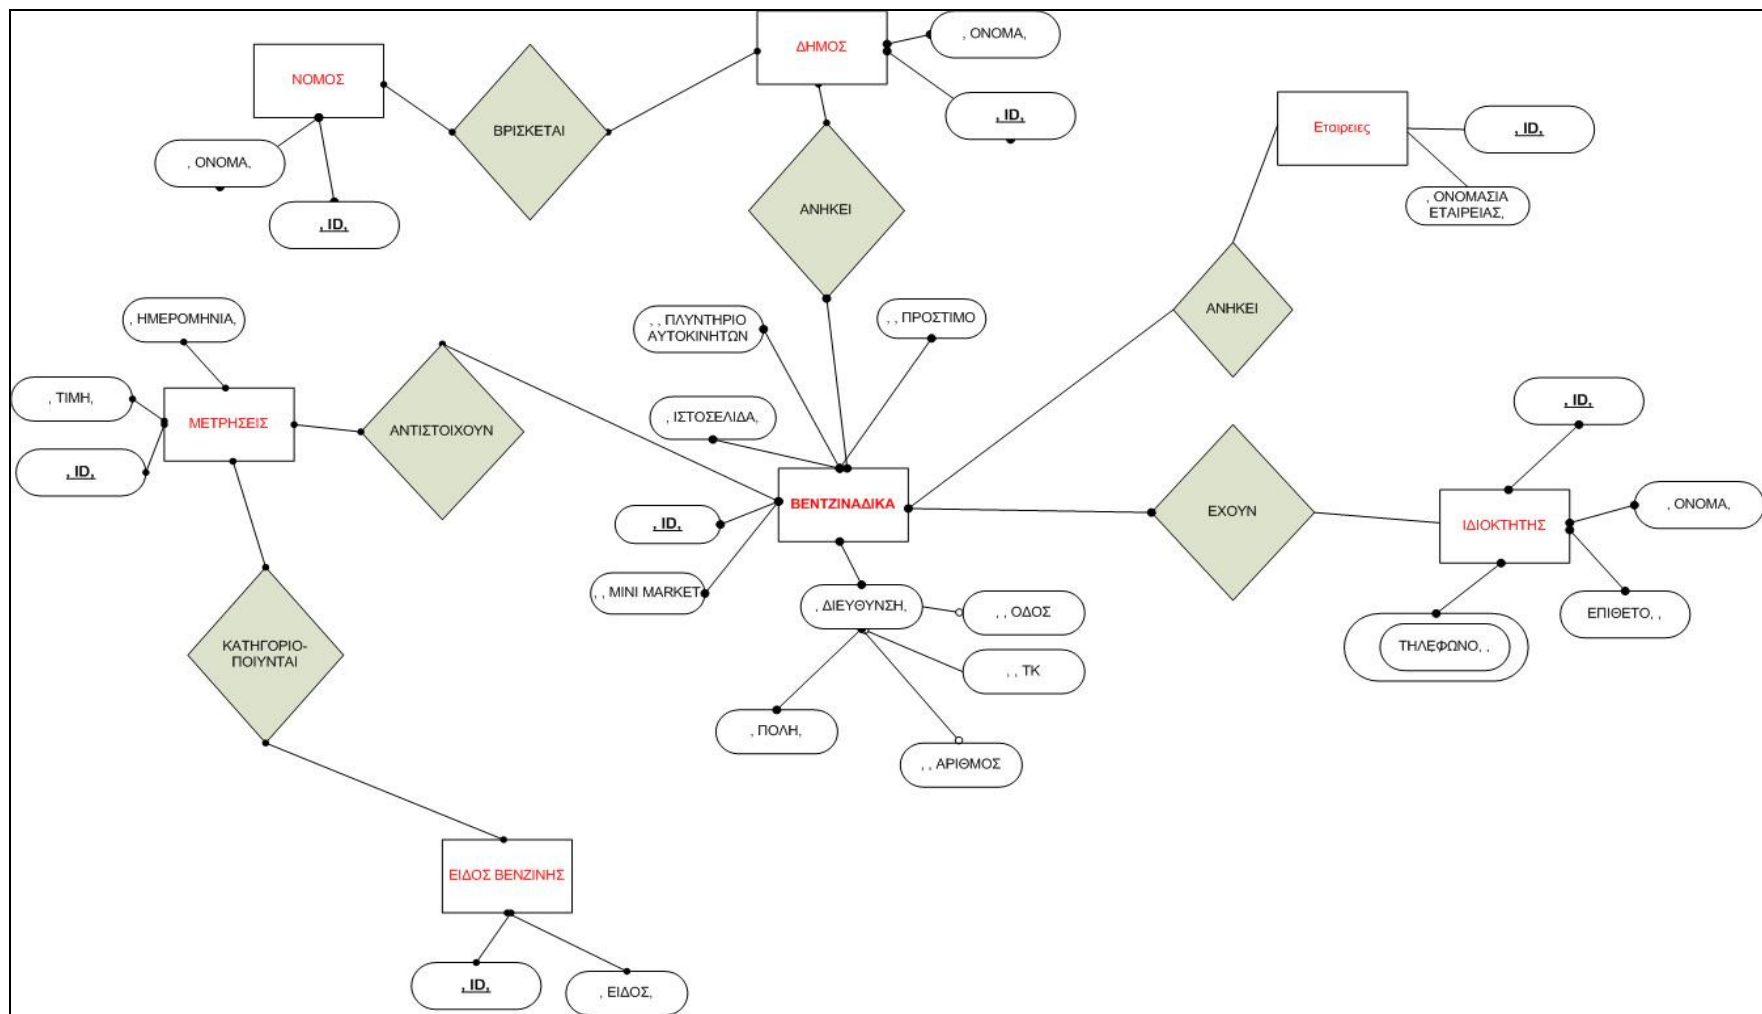 , ΟΝΟΜΑ,
ΔΗΜΟΣ
ΝΟΜΟΣ
ΒΡΙΣΚΕΤΑΙ
, ID,
Εταιρειες
, ID,
, ΟΝΟΜΑ,
, ID,
ΑΝΗΚΕΙ
, ΟΝΟΜΑΣΙΑ
ΕΤΑΙΡΕΙΑΣ,
, ΗΜΕΡΟΜΗΝΙΑ,
, , ΠΛΥΝΤΗΡΙΟ
ΑΥΤΟΚΙΝΗΤΩΝ
, , ΠΡΟΣΤΙΜΟ
ΑΝΗΚΕΙ
, ΤΙΜΗ,
ΜΕΤΡΗΣΕΙΣ
ΑΝΤΙΣΤΟΙΧΟΥΝ
, ΙΣΤΟΣΕΛΙΔΑ,
, ID,
, ID,
ΒΕΝΤΖΙΝΑΔΙΚΑ
, ID,
ΕΧΟΥΝ
ΙΔΙΟΚΤΗΤΗΣ
, ΟΝΟΜΑ,
, , MINI MARKET
, ΔΙΕΥΘΥΝΣΗ,
, , ΟΔΟΣ
ΕΠΙΘΕΤΟ, ,
ΤΗΛΕΦΩΝΟ, ,
ΚΑΤΗΓΟΡΙΟ-
ΠΟΙΥΝΤΑΙ
, , ΤΚ
, ΠΟΛΗ,
, , ΑΡΙΘΜΟΣ
ΕΙΔΟΣ ΒΕΝΖΙΝΗΣ
, ID,
, ΕΙΔΟΣ,